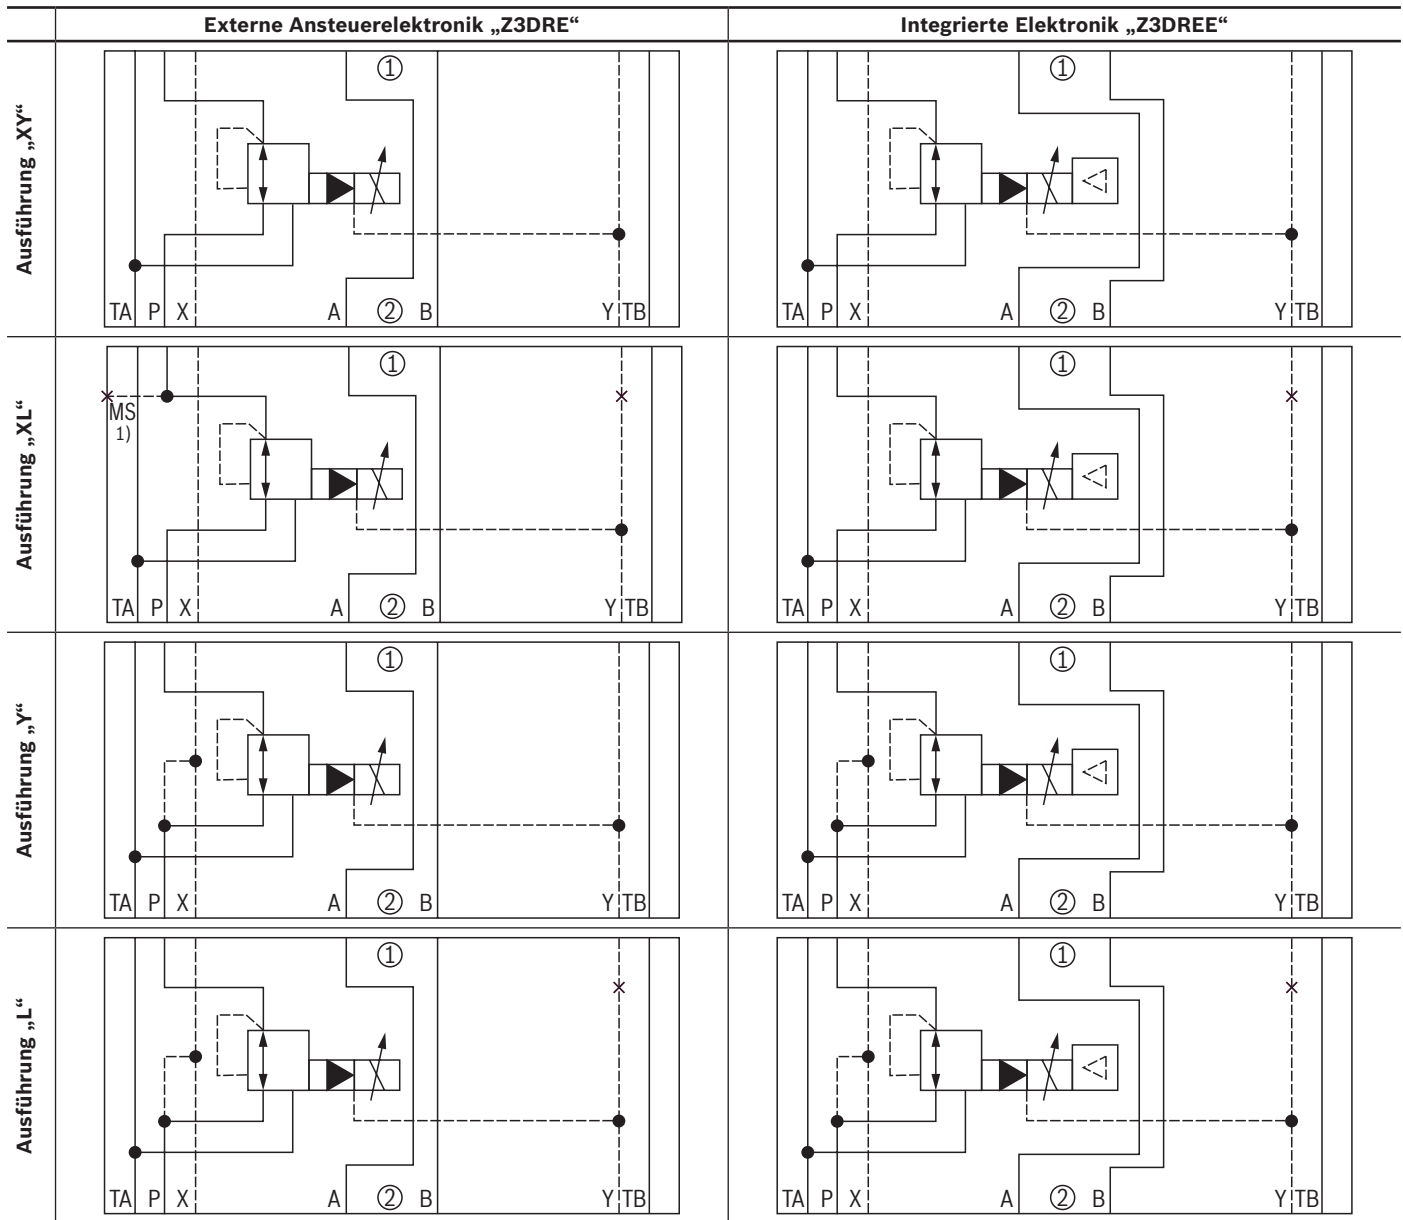 Externe Ansteuerelektronik „Z3DRE“
Integrierte Elektronik „Z3DREE“
Ausführung „XY“
①
TA P X A ② B Y TB
①
TA P X A ② B Y TB
Ausführung „XL“
①
MS
1)
TA P X A ② B Y TB
①
TA P X A ② B Y TB
Ausführung „Y“
①
TA P X A ② B Y TB
①
TA P X A ② B Y TB
Ausführung „L“
①
TA P X A ② B Y TB
①
TA P X A ② B Y TB